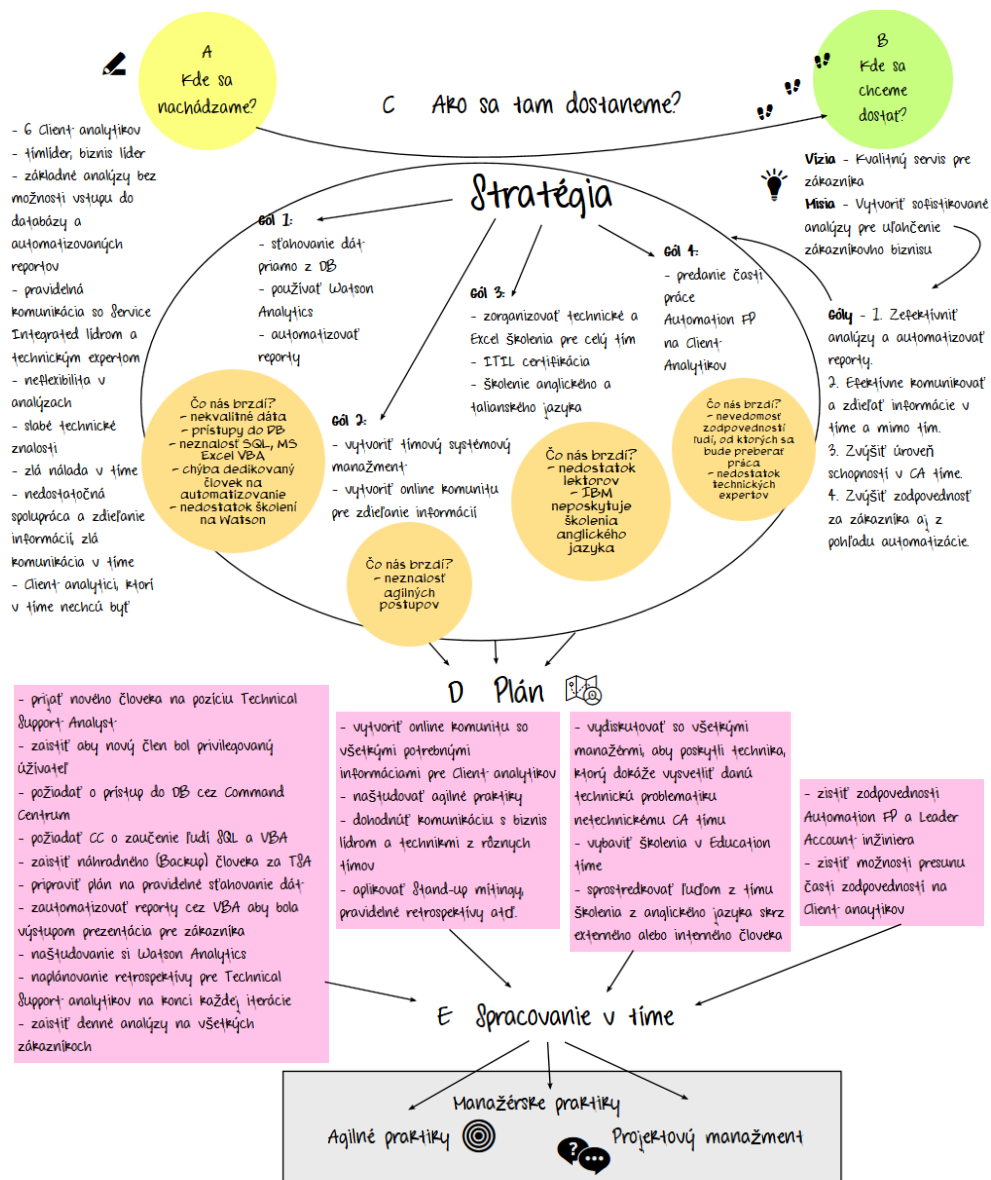 A
Kde sa
nachádzame?
B
Kde sa
chceme
dostať?
C Ako sa tam dostaneme?
- 6 Client analytikov
- tímlíder, biznis líder
- základné analýzy bez
možnosti vstupu do
databázy a
automatizovaných
reportov
- pravidelná
komunikácia so Service
Integrated lídrom a
technickým expertom
- neflexibilita v
analýzach
- slabé technické
znalosti
- zlá nálada v tíme
- nedostatočná
spolupráca a zdieľanie
informácií, zlá
komunikácia v tíme
- Client analytici, ktorí
v tíme nechcú byť
Vízia - Kvalitný servis pre
zákazníka
Misia - Vytvoriť sofistikované
analýzy pre uľahčenie
zákazníkovho biznisu
Góly - 1. Zefektívniť
analýzy a automatizovať
reporty.
2. Efektívne komunikovať
a zdieľať informácie v
tíme a mimo tím.
3. Zvýšiť úroveň
schopností v CA tíme.
4. Zvýšiť zodpovednosť
za zákazníka aj z
pohľadu automatizácie.
Stratégia
Gól 1:
- sťahovanie dát
priamo z DB
- používať Watson
Analytics
- automatizovať
reporty
Čo nás brzdí?
- nekvalitné dáta
- prístupy do DB
- neznalosť SQL, MS
Excel VBA
- chýba dedikovaný
človek na
automatizovanie
- nedostatok školení
na Watson
Gól 2:
- vytvoriť tímový systémový
manažment
- vytvoriť online komunitu
pre zdieľanie informácií
Čo nás brzdí?
- neznalosť
agilných
postupov
Gól 3:
- zorganizovať technické a
Excel školenia pre celý tím
- ITIL certifikácia
- školenie anglického a
talianského jazyka
Čo nás brzdí?
- nedostatok
lektorov
- IBM
neposkytuje
školenia
anglického
jazyka
Gól 4:
- predanie časti
práce
Automation FP
na Client
Analytikov
Čo nás brzdí?
- nevedomosť
zodpovedností
ľudí, od ktorých sa
bude preberať
práca
- nedostatok
technických
expertov
D Plán
- prijať nového človeka na pozíciu Technical
Support Analyst
- zaistiť aby nový člen bol privilegovaný
úžívateľ
- požiadať o prístup do DB cez Command
Centrum
- požiadať CC o zaučenie ľudí SQL a VBA
- zaistiť náhradného (Backup) človeka za TSA
- pripraviť plán na pravidelné sťahovanie dát
- zautomatizovať reporty cez VBA aby bola
výstupom prezentácia pre zákazníka
- naštudovanie si Watson Analytics
- naplánovanie retrospektívy pre Technical
Support analytikov na konci každej iterácie
- zaistiť denné analýzy na všetkých
zákazníkoch
- vytvoriť online komunitu so
všetkými potrebnými
informáciami pre Client analytikov
- naštudovať agilné praktiky
- dohodnúť komunikáciu s biznis
lídrom a technikmi z rôznych
tímov
- aplikovať Stand-up mítingy,
pravidelné retrospektívy atď.
- vydiskutovať so všetkými
manažérmi, aby poskytli technika,
ktorý dokáže vysvetliť danú
technickú problematiku
netechnickému CA tímu
- vybaviť školenia v Education
tíme
- sprostredkovať ľuďom z tímu
školenia z anglického jazyka skrz
externého alebo interného človeka
- zistiť zodpovednosti
Automation FP a Leader
Account inžiniera
- zistiť možnosti presunu
časti zodpovedností na
Client anaytikov
E Spracovanie v tíme
Manažérske praktiky
Agilné praktiky
Projektový manažment